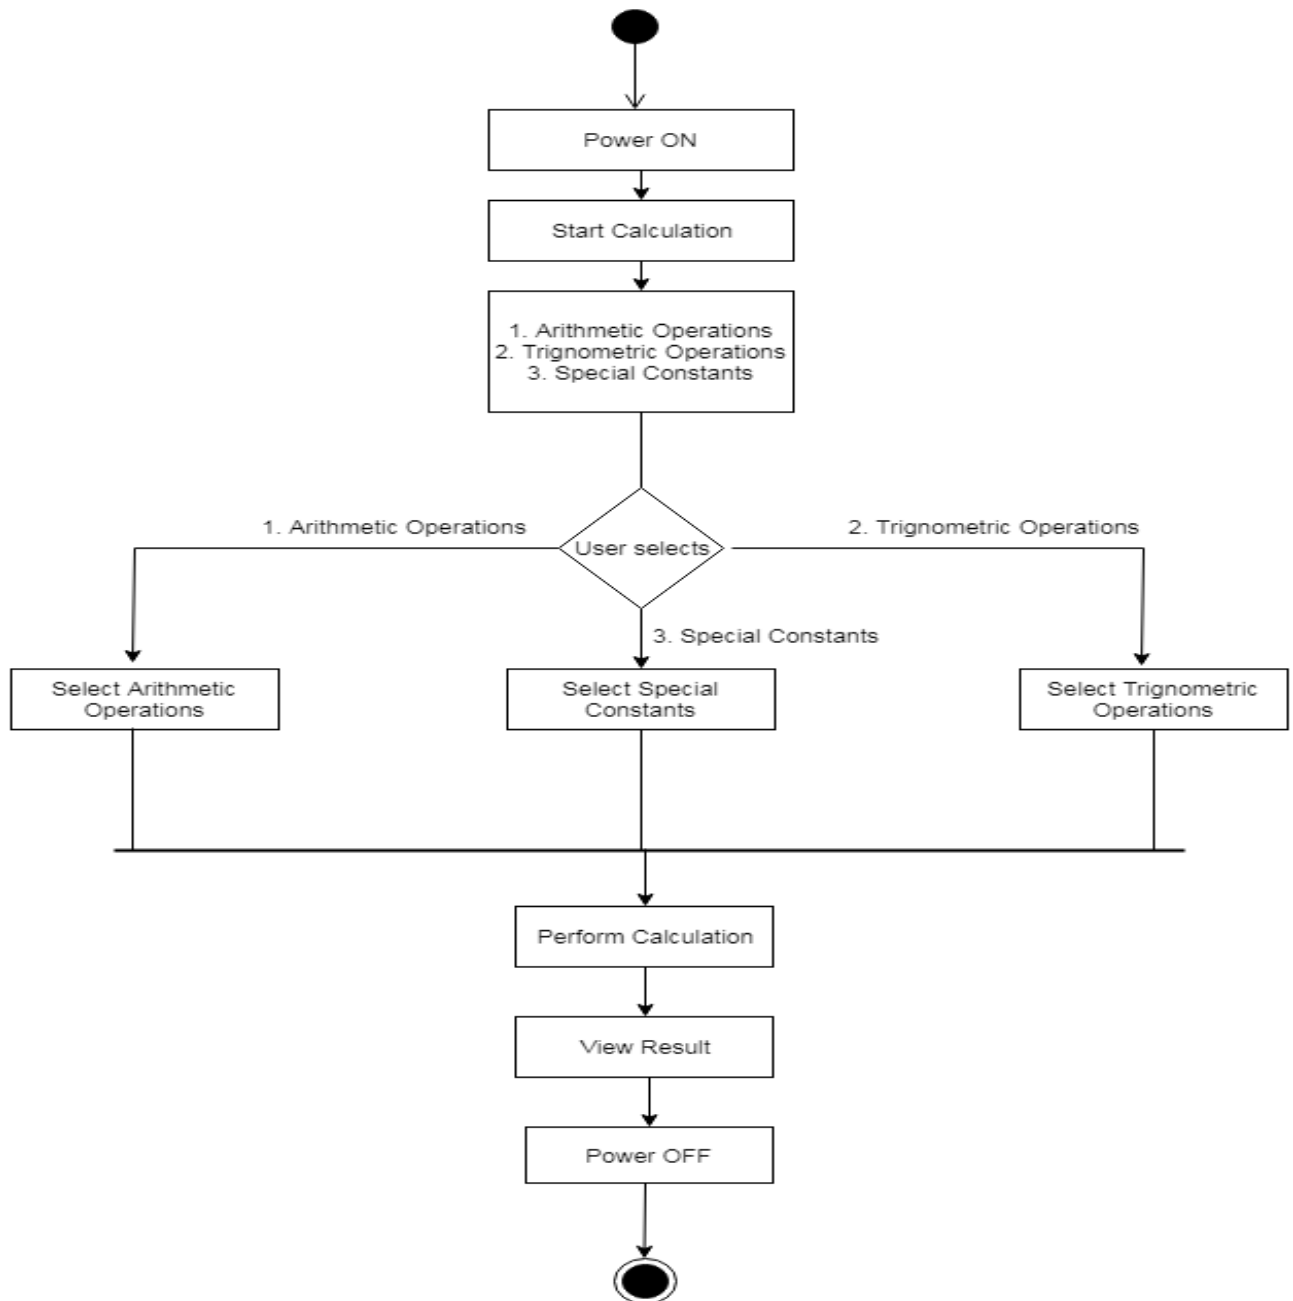 Power ON
Start Calculation
1. Arithmetic Operations
2. Trignometric Operations
3. Special Constants
1. Arithmetic Operations
2. Trignometric Operations
User selects
3. Special Constants
Select Arithmetic
Operations
Select Special
Constants
Select Trignometric
Operations
Perform Calculation
View Result
Power OFF